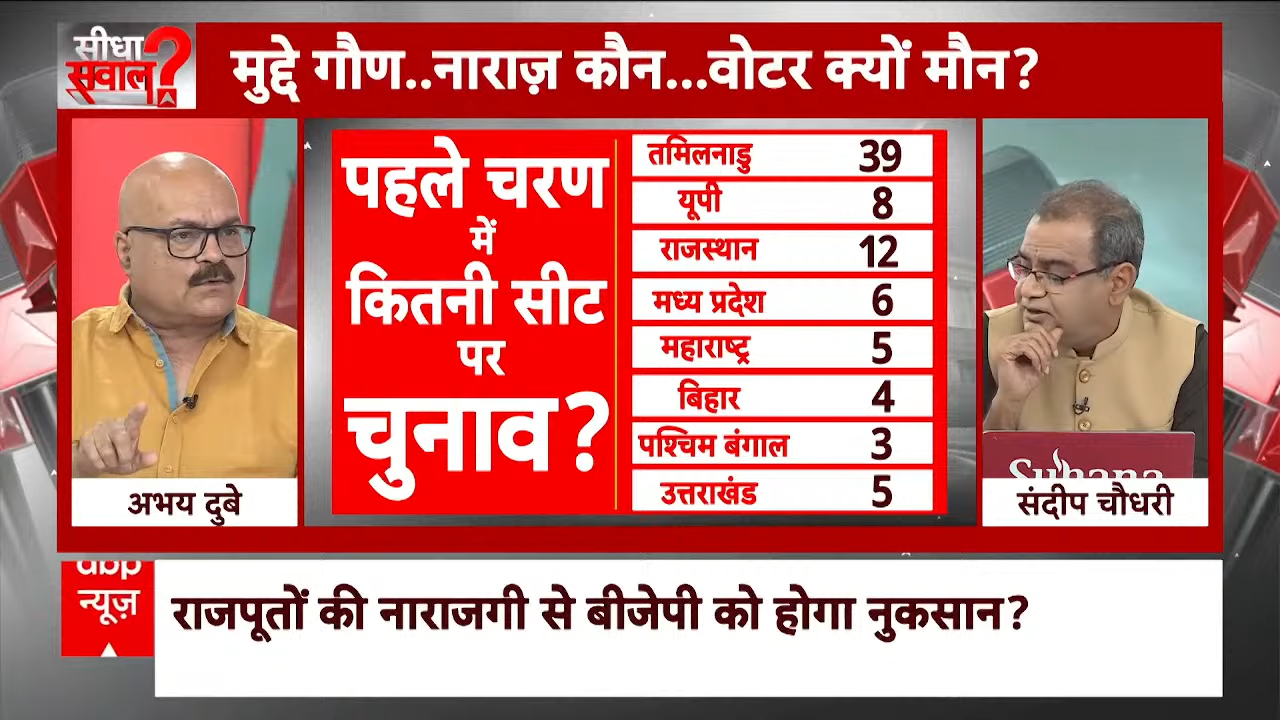 सीधा
सवाल?
मुद्दे गौण..नाराज़ कौन...वोटर क्यों मौन?
पहले चरण
में
कितनी सीट
पर
चुनाव?
तमिलनाडु 39
यूपी 8
राजस्थान 12
मध्य प्रदेश 6
महाराष्ट्र 5
बिहार 4
पश्चिम बंगाल 3
उत्तराखंड 5
Suhana
अभय दुबे
संदीप चौधरी
abp
न्यूज़
राजपूतों की नाराजगी से बीजेपी को होगा नुकसान?